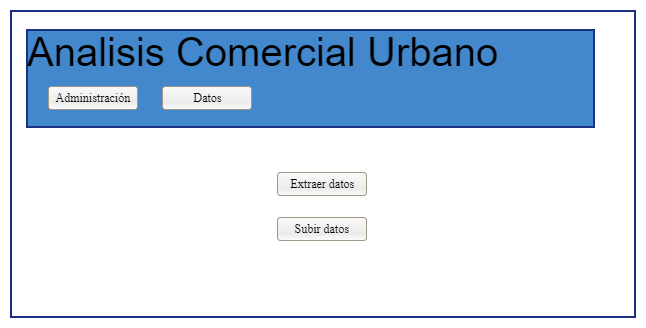 Analisis Comercial Urbano
Administración Datos
Extraer datos
Subir datos